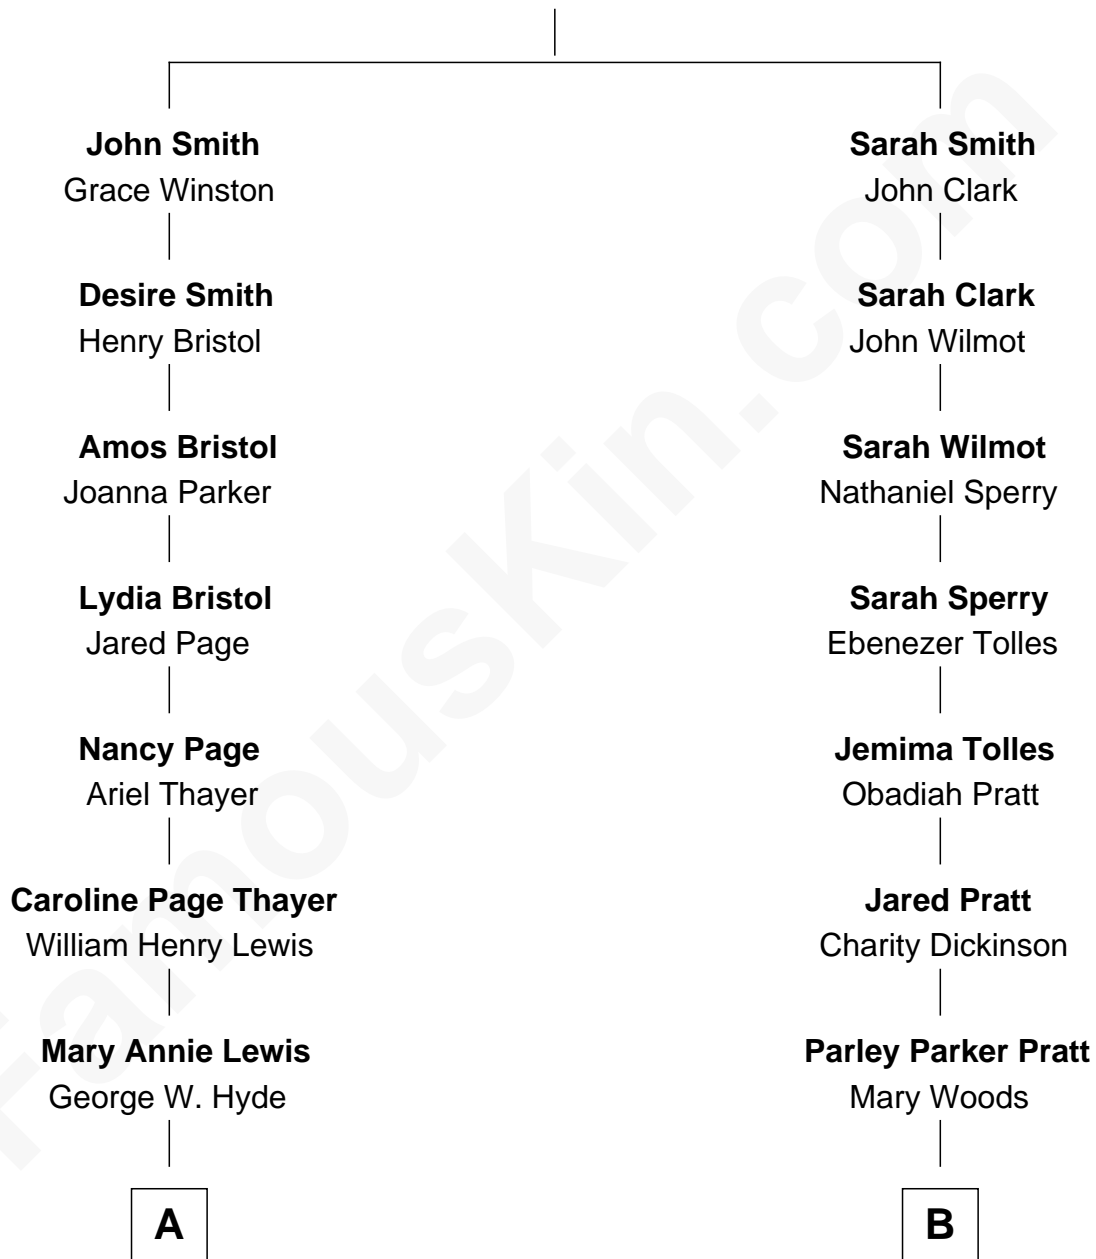 John Smith
Grace Winston
Desire Smith
Henry Bristol
Amos Bristol
Joanna Parker
Lydia Bristol
Jared Page
Nancy Page
Ariel Thayer
Caroline Page Thayer
William Henry Lewis
Mary Annie Lewis
George W. Hyde
A
Sarah Smith
John Clark
Sarah Clark
John Wilmot
Sarah Wilmot
Nathaniel Sperry
Sarah Sperry
Ebenezer Tolles
Jemima Tolles
Obadiah Pratt
Jared Pratt
Charity Dickinson
Parley Parker Pratt
Mary Woods
B
FamousKin.com